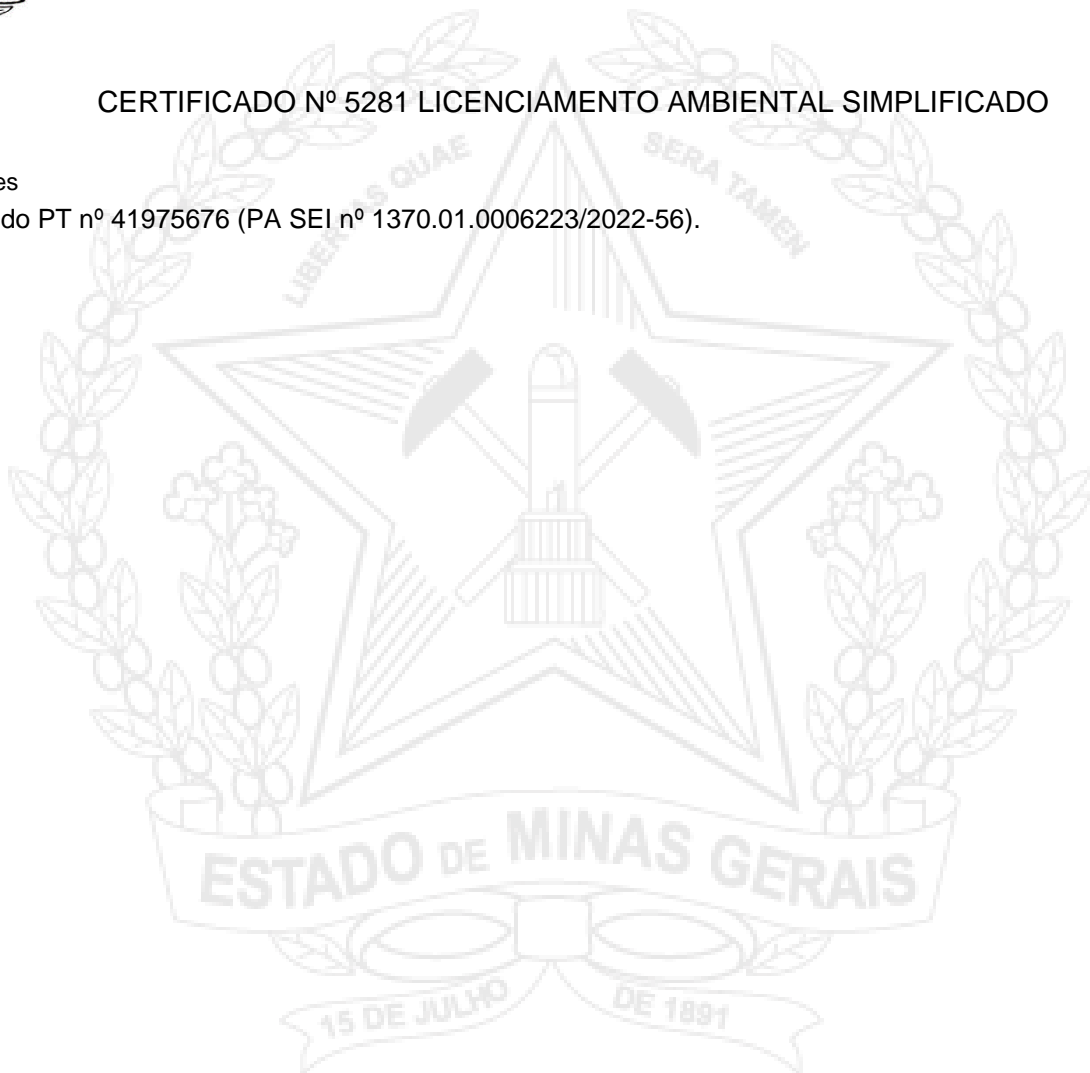 CERTIFICADO Nº 5281 LICENCIAMENTO AMBIENTAL SIMPLIFICADO
es
do PT nº 41975676 (PA SEI nº 1370.01.0006223/2022-56).
LIBERTAS QUAE SERA TAMEN
ESTADO DE MINAS GERAIS
15 DE JULHO DE 1891